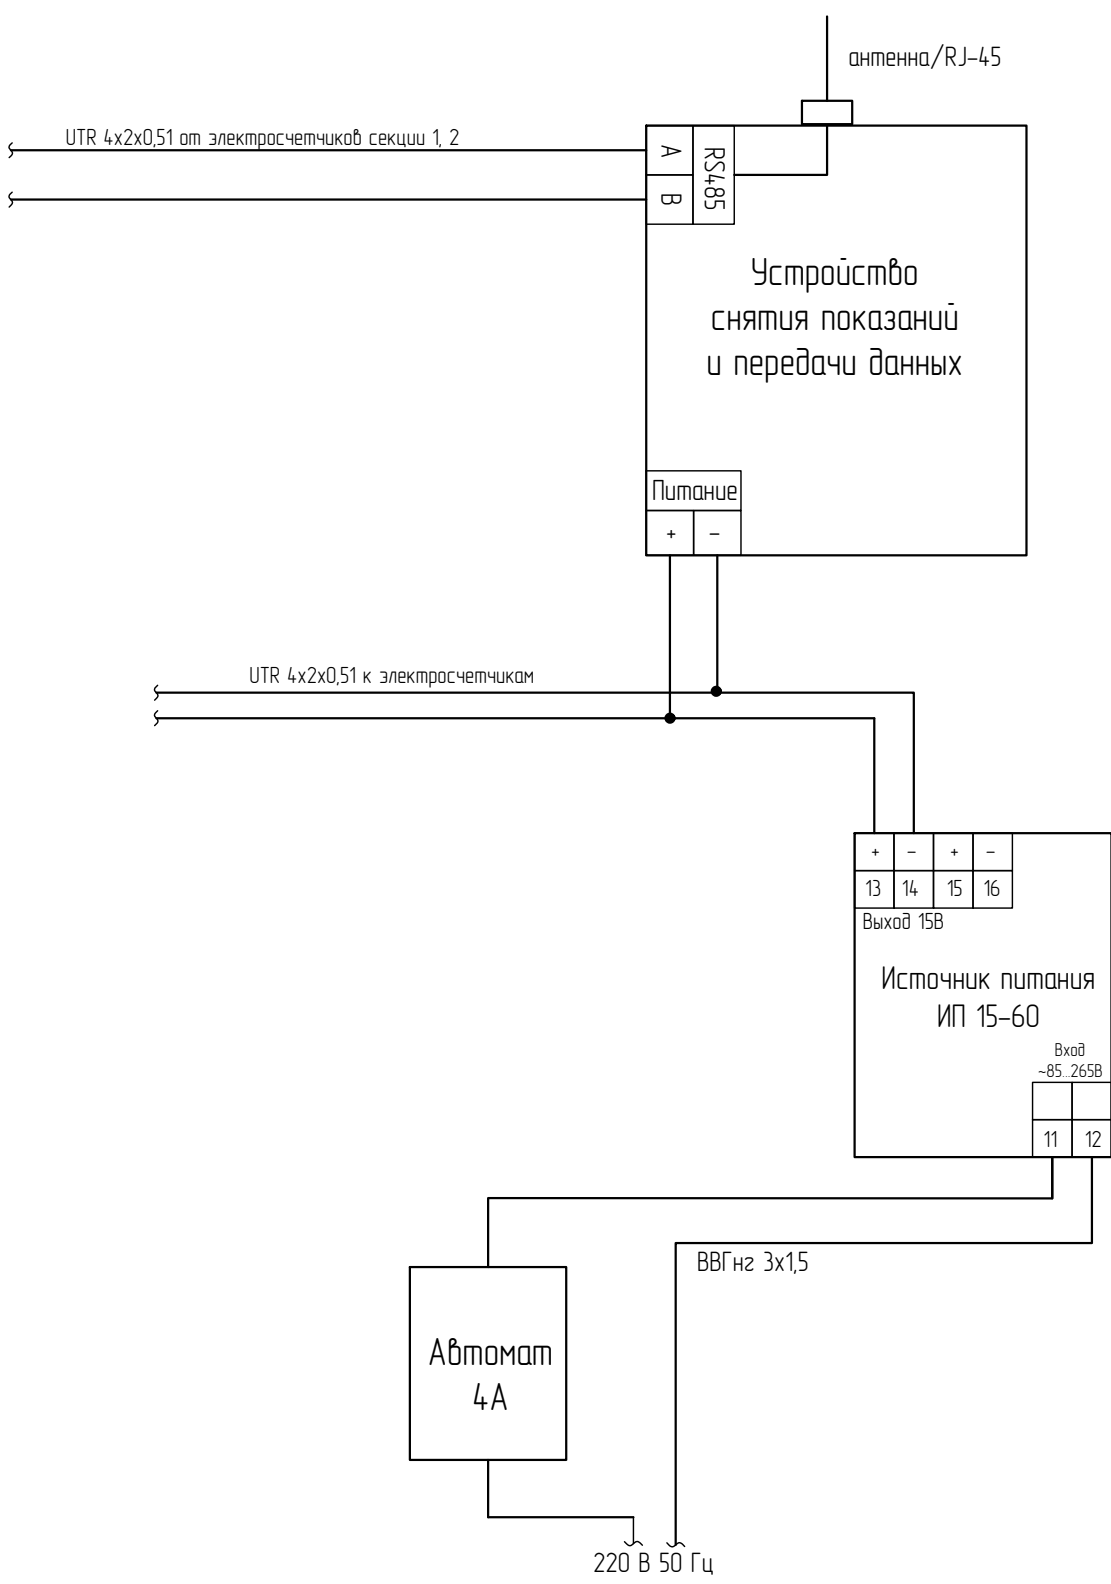 антенна/RJ-45
UTR 4x2x0,51 от электросчетчиков секции 1, 2
A
B
RS485
Устройство
снятия показаний
и передачи данных
Питание
+ -
UTR 4x2x0,51 к электросчетчикам
+ - + -
13 14 15 16
Выход 15В
Источник питания
ИП 15-60
Вход
~85...265В
11 12
ВВГнг 3х1,5
Автомат
4А
220 В 50 Гц